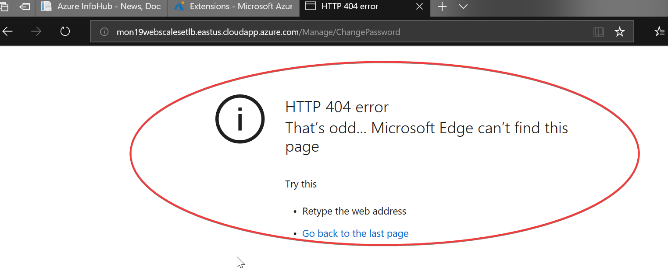 Azure InfoHub - News, Doc
Extensions - Microsoft Azur
HTTP 404 error
mon19webscalesetlb.eastus.cloudapp.azure.com/Manage/ChangePassword
HTTP 404 error
That's odd... Microsoft Edge can't find this
page
Try this
• Retype the web address
• Go back to the last page